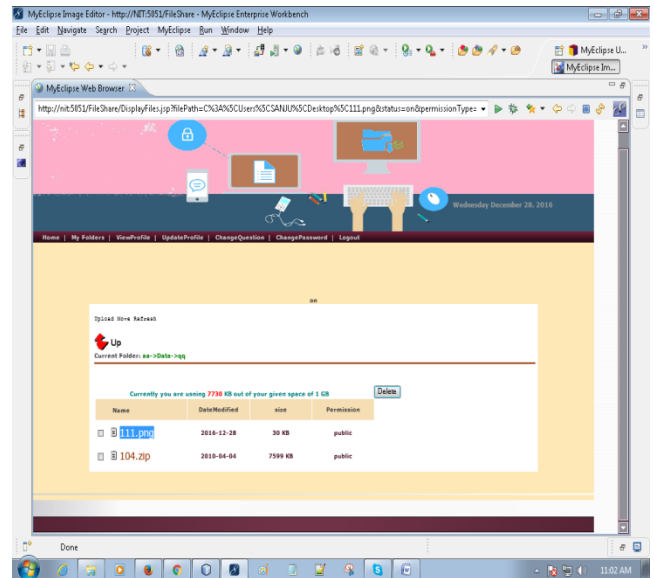 MyEclipse Image Editor - http://NIT:5051/FileShare - MyEclipse Enterprise Workbench
File Edit Navigate Search Project MyEclipse Run Window Help
MyEclipse U...
MyEclipse Im...
MyEclipse Web Browser
http://nit:5051/FileShare/DisplayFiles.jsp?filePath=C%3A%5CUsers%5CSANJU%5CDesktop%5C111.png&status=on&permissionType=
Wednesday December 28, 2016
Home | My Folders | ViewProfile | UpdateProfile | ChangeQuestion | ChangePassword | Logout
on
Upload Move Refresh
Up
Current Folder: aa->Data->qq
Currently you are usning 7730 KB out of your given space of 1 GB
Delete
Name DateModified size Permission
111.png 2016-12-28 30 KB public
104.zip 2010-04-04 7599 KB public
Done
11:02 AM